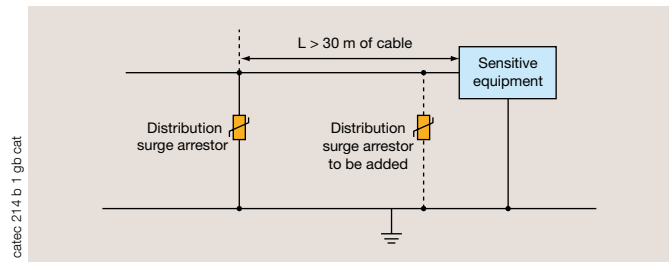 L > 30 m of cable
Sensitive
equipment
Distribution
surge arrestor
Distribution
surge arrestor
to be added
catec 214 b 1 gb cat